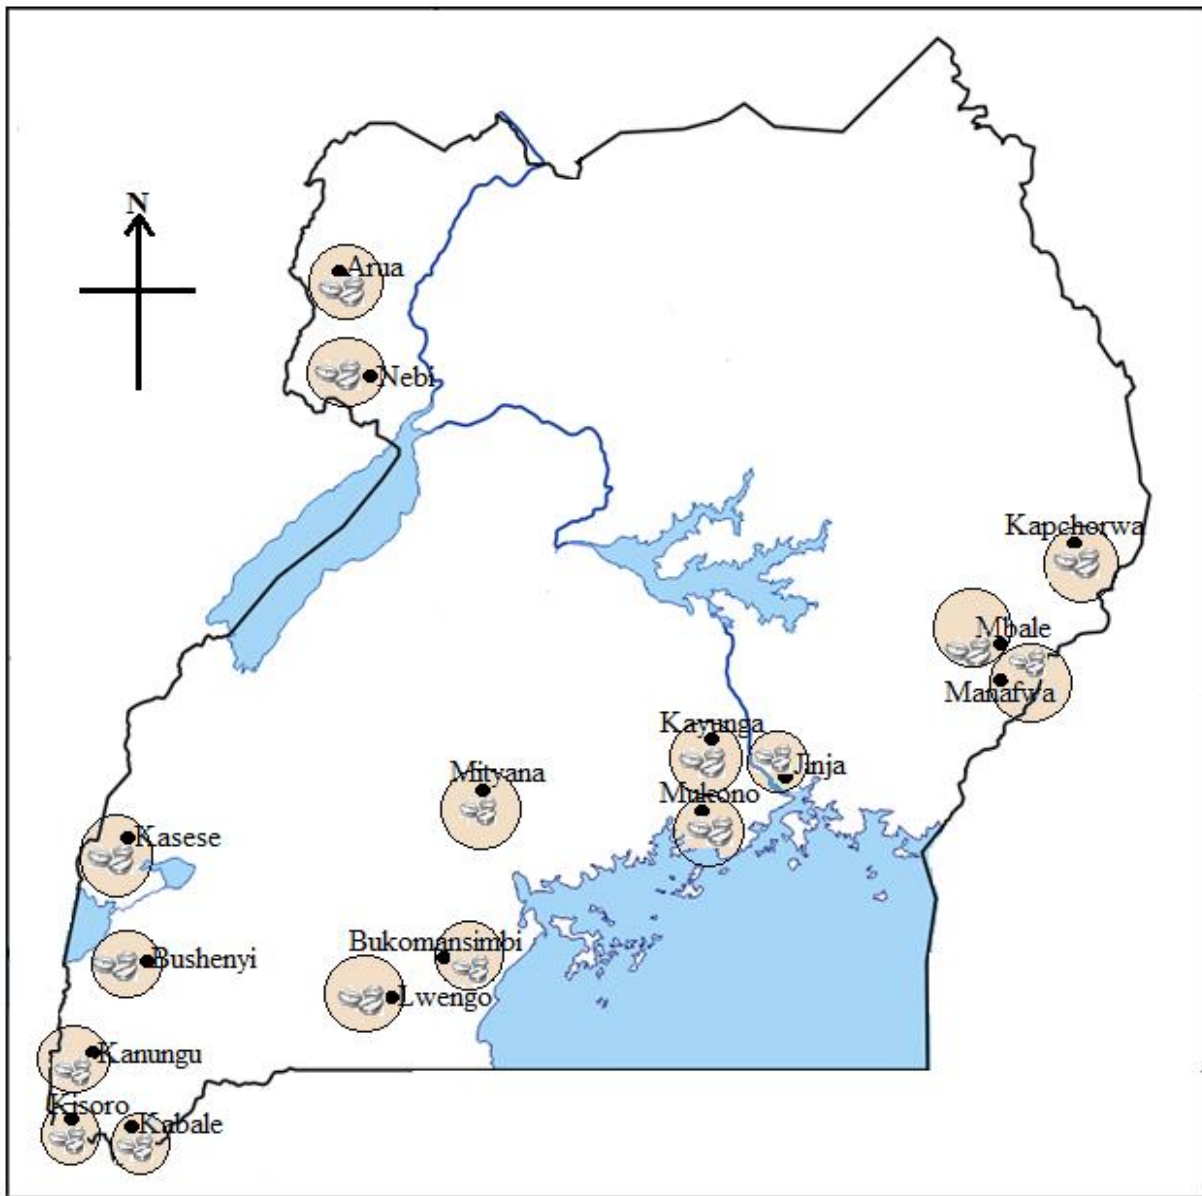 N
Arua
Nebi
Kapchorwa
Mbale
Manafwa
Kayunga
Jinja
Mityana
Mukono
Kasese
Bukomansimbi
Bushenyi
Lwengo
Kanungu
Kisoro
Kabale